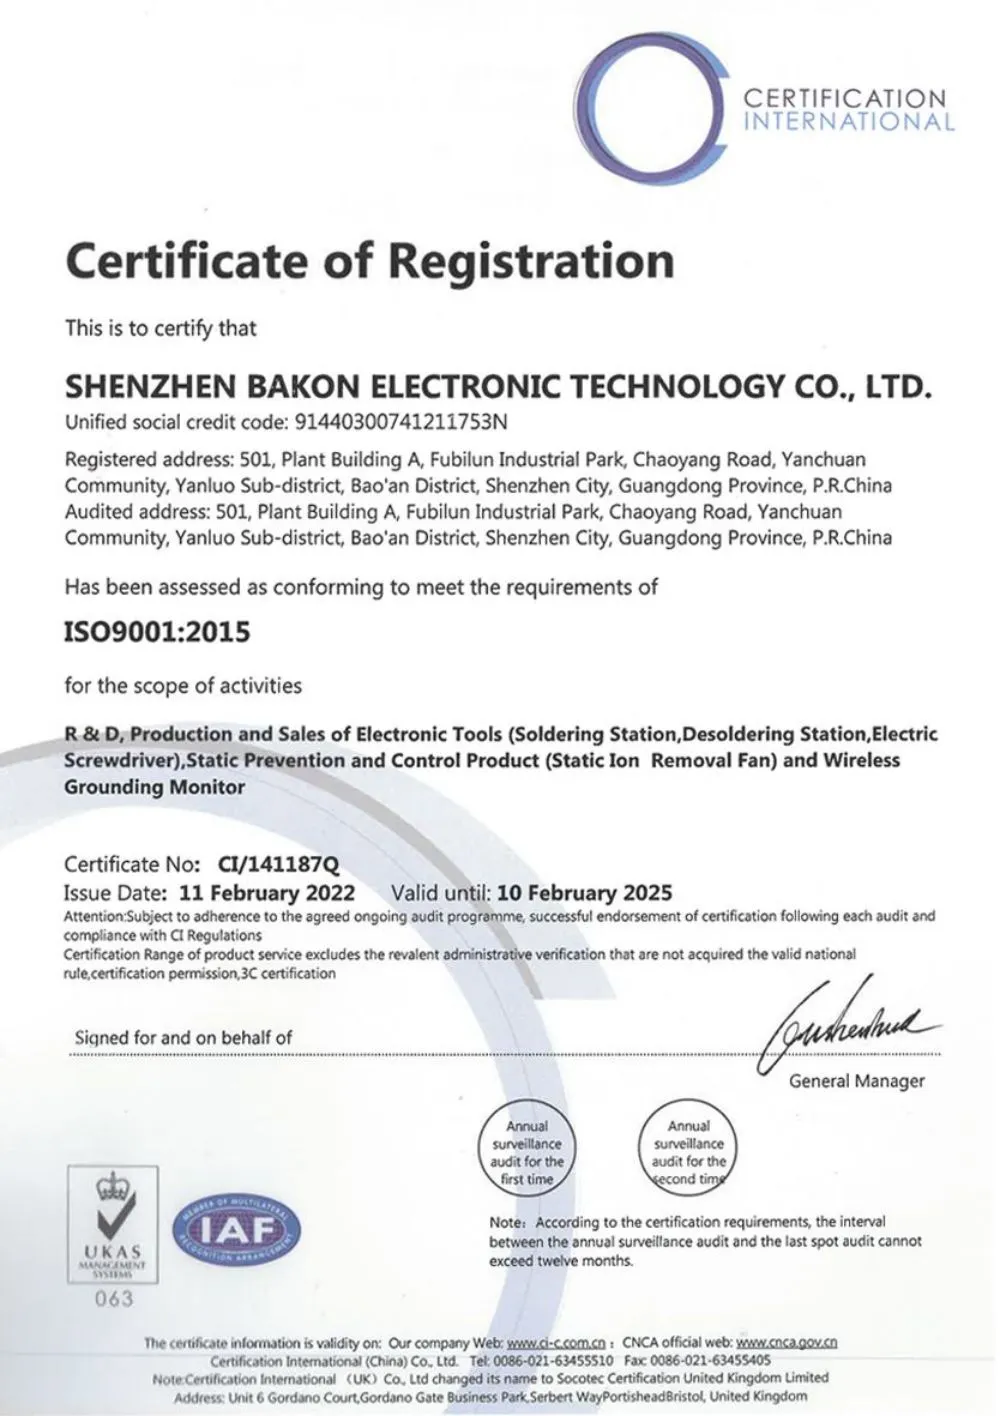 CERTIFICATION
INTERNATIONAL
Certificate of Registration
This is to certify that
SHENZHEN BAKON ELECTRONIC TECHNOLOGY CO., LTD.
Unified social credit code: 91440300741211753N
Registered address: 501, Plant Building A, Fubilun Industrial Park, Chaoyang Road, Yanchuan
Community, Yanluo Sub-district, Bao'an District, Shenzhen City, Guangdong Province, P.R.China
Audited address: 501, Plant Building A, Fubilun Industrial Park, Chaoyang Road, Yanchuan
Community, Yanluo Sub-district, Bao'an District, Shenzhen City, Guangdong Province, P.R.China
Has been assessed as conforming to meet the requirements of
ISO9001:2015
for the scope of activities
R & D, Production and Sales of Electronic Tools (Soldering Station,Desoldering Station,Electric
Screwdriver),Static Prevention and Control Product (Static Ion Removal Fan) and Wireless
Grounding Monitor
Certificate No: CI/141187Q
Issue Date: 11 February 2022 Valid until: 10 February 2025
Attention:Subject to adherence to the agreed ongoing audit programme, successful endorsement of certification following each audit and
compliance with CI Regulations
Certification Range of product service excludes the revalent administrative verification that are not acquired the valid national
rule,certification permission,3C certification
Signed for and on behalf of
General Manager
Annual
surveillance
audit for the
first time
Annual
surveillance
audit for the
second time
Note: According to the certification requirements, the interval
between the annual surveillance audit and the last spot audit cannot
exceed twelve months.
UKAS
MANAGEMENT
SYSTEMS
063
MEMBER OF MULTILATERAL
IAF
RECOGNITION ARRANGEMENT
The certificate information is validity on: Our company Web: www.ci-c.com.cn ; CNCA official web: www.cnca.gov.cn
Certification International (China) Co., Ltd. Tel: 0086-021-63455510 Fax: 0086-021-63455405
Note:Certification International （UK）Co., Ltd changed its name to Socotec Certification United Kingdom Limited
Address: Unit 6 Gordano Court,Gordano Gate Business Park,Serbert WayPortisheadBristol, United Kingdom